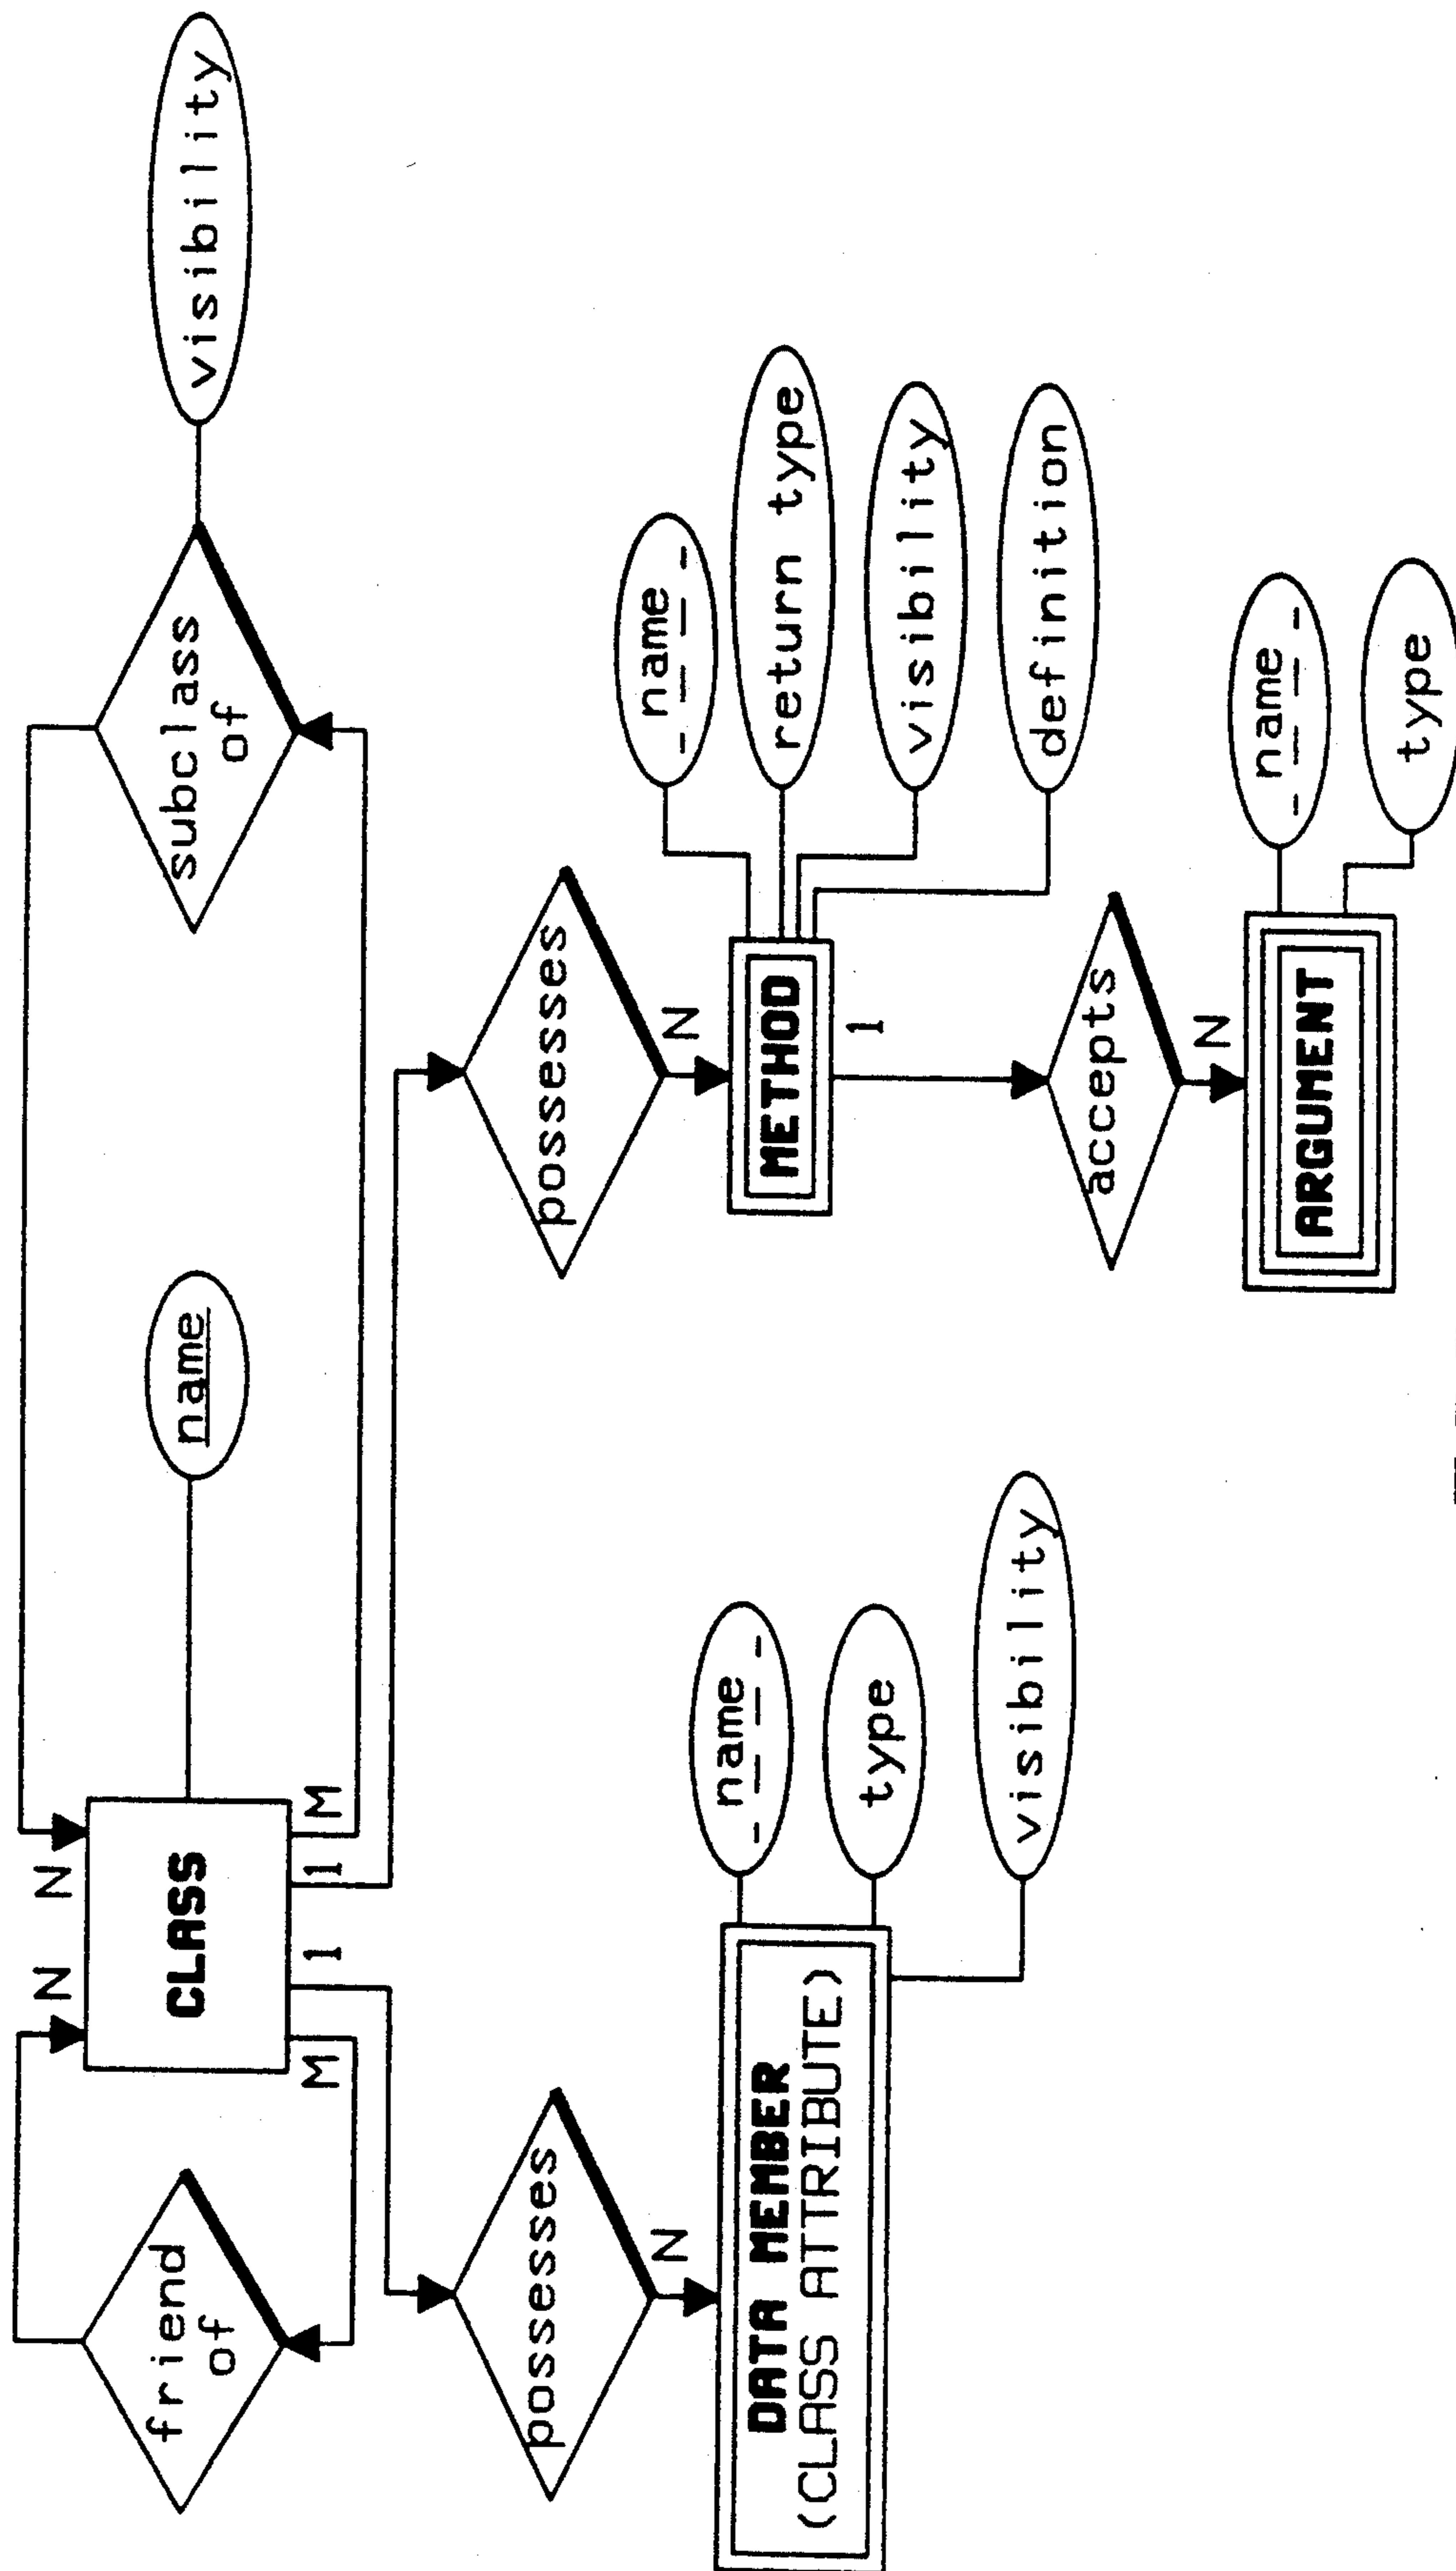 N
N
friend
of
CLASS
name
subclass
of
visibility
M
1
1
M
possesses
possesses
N
N
DATA MEMBER
(CLASS ATTRIBUTE)
name
type
visibility
METHOD
name
return type
visibility
definition
1
accepts
N
ARGUMENT
name
type